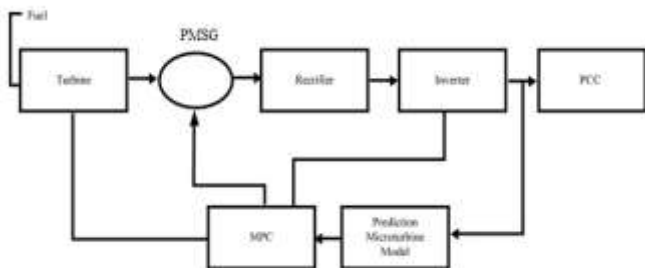 Fuel
PMSG
Turbine
Rectifier
Inverter
PCC
MPC
Prediction
Microturbine
Model